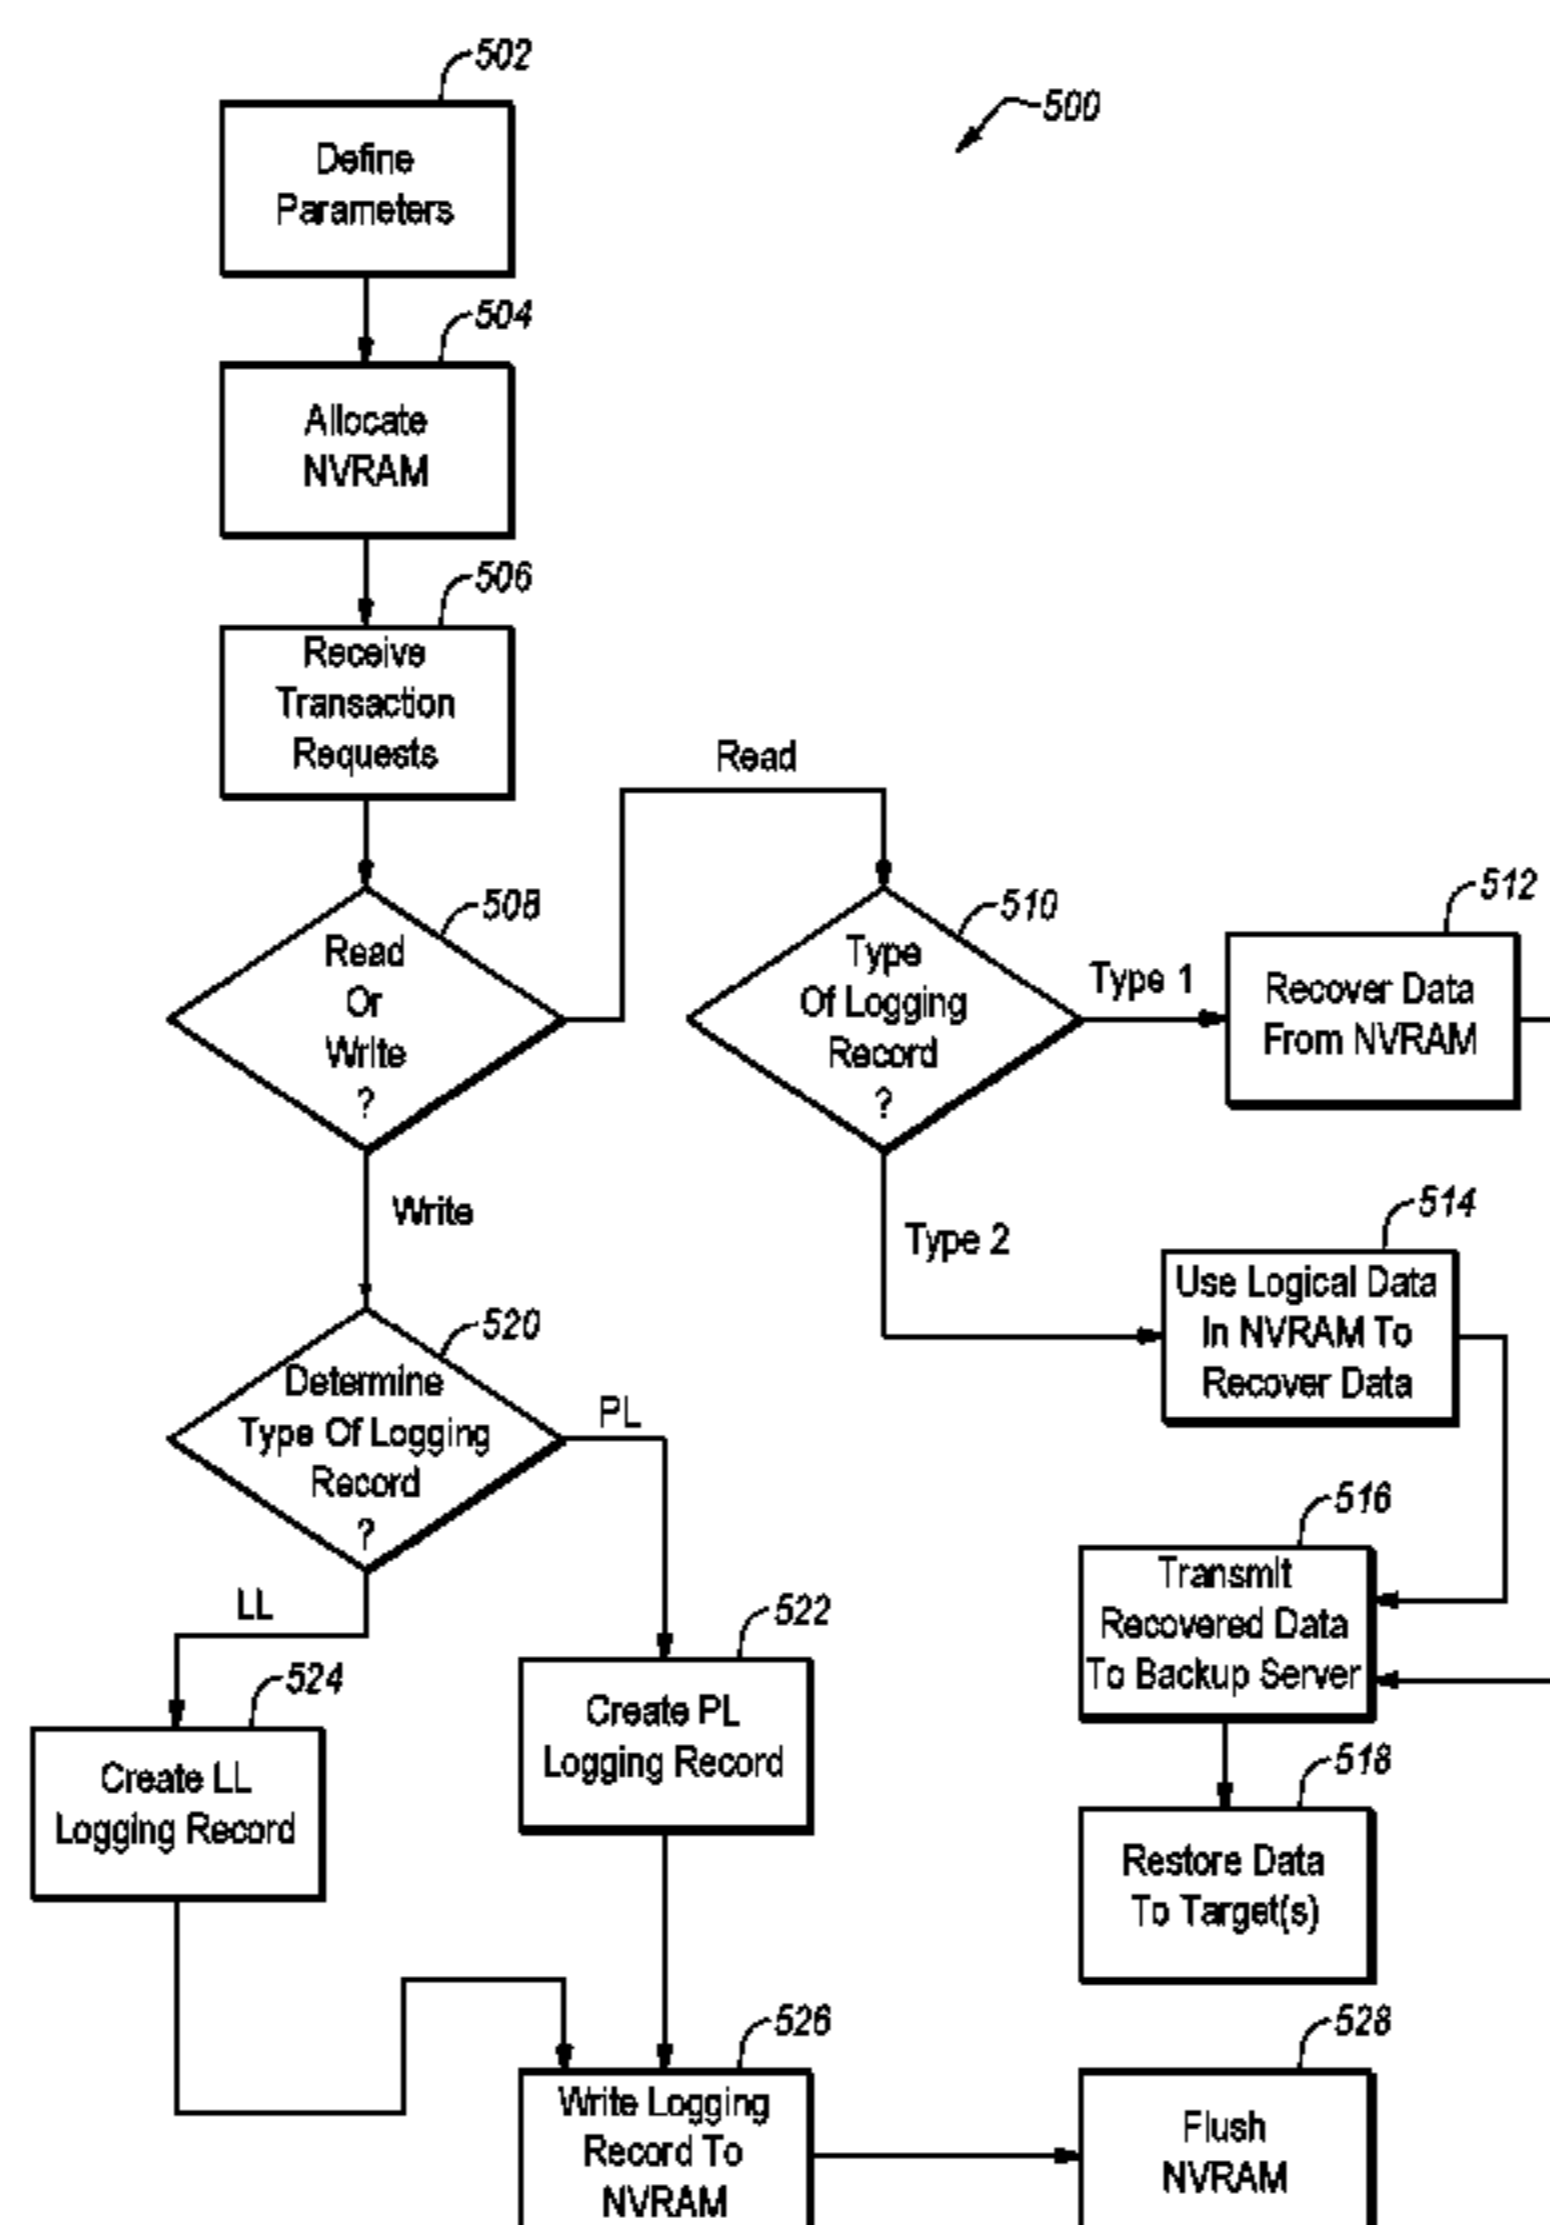 502
500
Define
Parameters
504
Allocate
NVRAM
506
Receive
Transaction
Requests
Read
508
Read
Or
Write
?
510
Type
Of Logging
Record
?
Type 1
512
Recover Data
From NVRAM
Write
Type 2
514
Use Logical Data
In NVRAM To
Recover Data
520
Determine
Type Of Logging
Record
?
PL
LL
516
Transmit
Recovered Data
To Backup Server
522
Create PL
Logging Record
524
Create LL
Logging Record
518
Restore Data
To Target(s)
526
Write Logging
Record To
NVRAM
528
Flush
NVRAM